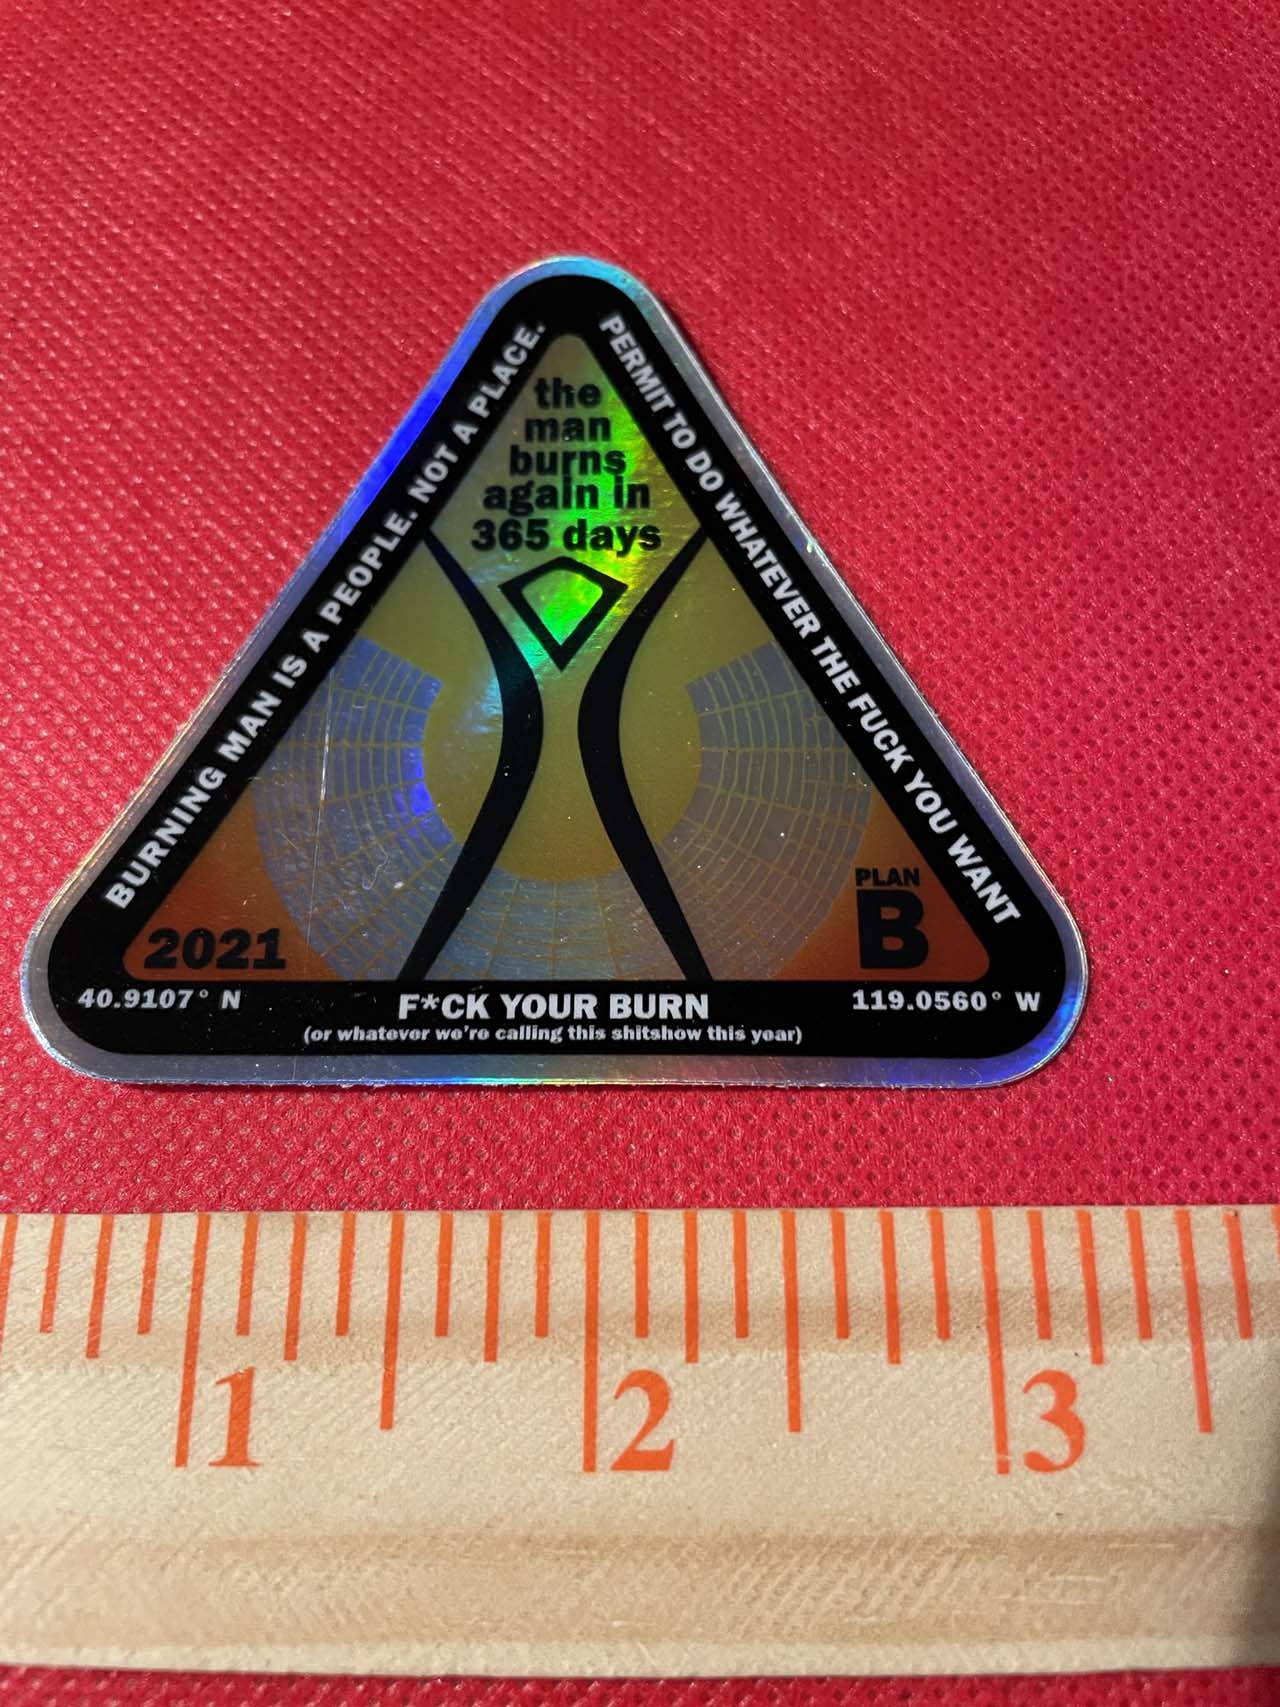 BURNING MAN IS A PEOPLE. NOT A PLACE.
PERMIT TO DO WHATEVER THE FUCK YOU WANT
the
man
burns
again in
365 days
PLAN
B
2021
40.9107° N
F*CK YOUR BURN
119.0560° W
(or whatever we're calling this shitshow this year)
1
2
3